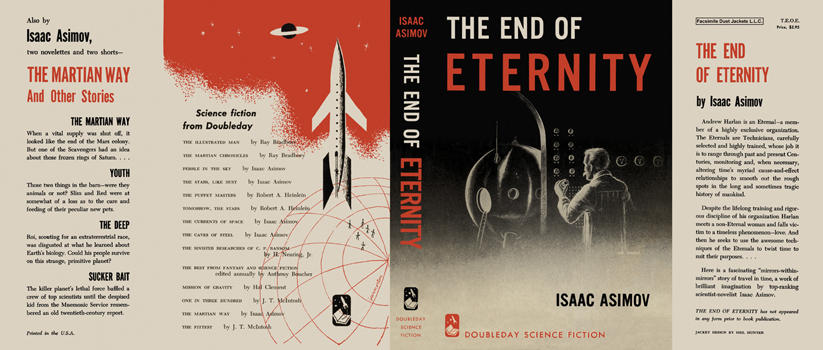 Also by
Isaac Asimov,
two novelettes and two shorts—
THE MARTIAN WAY
And Other Stories
THE MARTIAN WAY
When a vital supply was shut off, it
looked like the end of the Mars colony.
But one of the Scavengers had an idea
about those frozen rings of Saturn. . . .
YOUTH
Those two things in the barn—were they
animals or not? Slim and Red were at
somewhat of a loss to the care and
feeding of their peculiar new pets.
THE DEEP
Roi, scouting for an extraterrestrial race,
was disgusted at what he learned about
Earth's biology. Could his people survive
on this strange, primitive planet?
SUCKER BAIT
The killer planet's lethal force baffled a
crew of top scientists until the despised
kid from the Mnemonic Service remem-
bered an old twentieth-century report.
Printed in the U.S.A.
Science fiction
from Doubleday
THE ILLUSTRATED MAN by Ray Bradbury
THE MARTIAN CHRONICLES by Ray Bradbury
PEBBLE IN THE SKY by Isaac Asimov
THE STARS, LIKE DUST by Isaac Asimov
THE PUPPET MASTERS by Robert A. Heinlein
TOMORROW, THE STARS by Robert A. Heinlein
THE CURRENTS OF SPACE by Isaac Asimov
THE CAVES OF STEEL by Isaac Asimov
THE SINISTER RESEARCHES OF C. P. RANSOM
by H. Nearing, Jr.
THE BEST FROM FANTASY AND SCIENCE FICTION
edited annually by Anthony Boucher
MISSION OF GRAVITY by Hal Clement
ONE IN THREE HUNDRED by J. T. McIntosh
THE MARTIAN WAY by Isaac Asimov
THE FITTEST by J. T. McIntosh
ISAAC
ASIMOV
THE END OF ETERNITY
DOUBLEDAY
SCIENCE
FICTION
THE END OF
ETERNITY
ISAAC ASIMOV
DOUBLEDAY SCIENCE FICTION
Facsimile Dust Jackets L.L.C.
T.E.O.E.
Price, $2.95
THE END
OF ETERNITY
by Isaac Asimov
Andrew Harlan is an Eternal—a mem-
ber of a highly exclusive organization.
The Eternals are Technicians, carefully
selected and highly trained, whose job it
is to range through past and present Cen-
turies, monitoring and, when necessary,
altering time's myriad cause-and-effect
relationships to smooth out the rough
spots in the long and sometimes tragic
history of mankind.
Despite the lifelong training and rigor-
ous discipline of his organization Harlan
meets a non-Eternal woman and falls vic-
tim to a timeless phenomenon—love. And
then he seeks to use the awesome tech-
niques of the Eternals to twist time to
suit their purposes. . . .
Here is a fascinating "mirrors-within-
mirrors" story of travel in time, a work of
brilliant imagination by top-ranking
scientist-novelist Isaac Asimov.
THE END OF ETERNITY has not appeared
in any form prior to book publication.
JACKET DESIGN BY MEL HUNTER